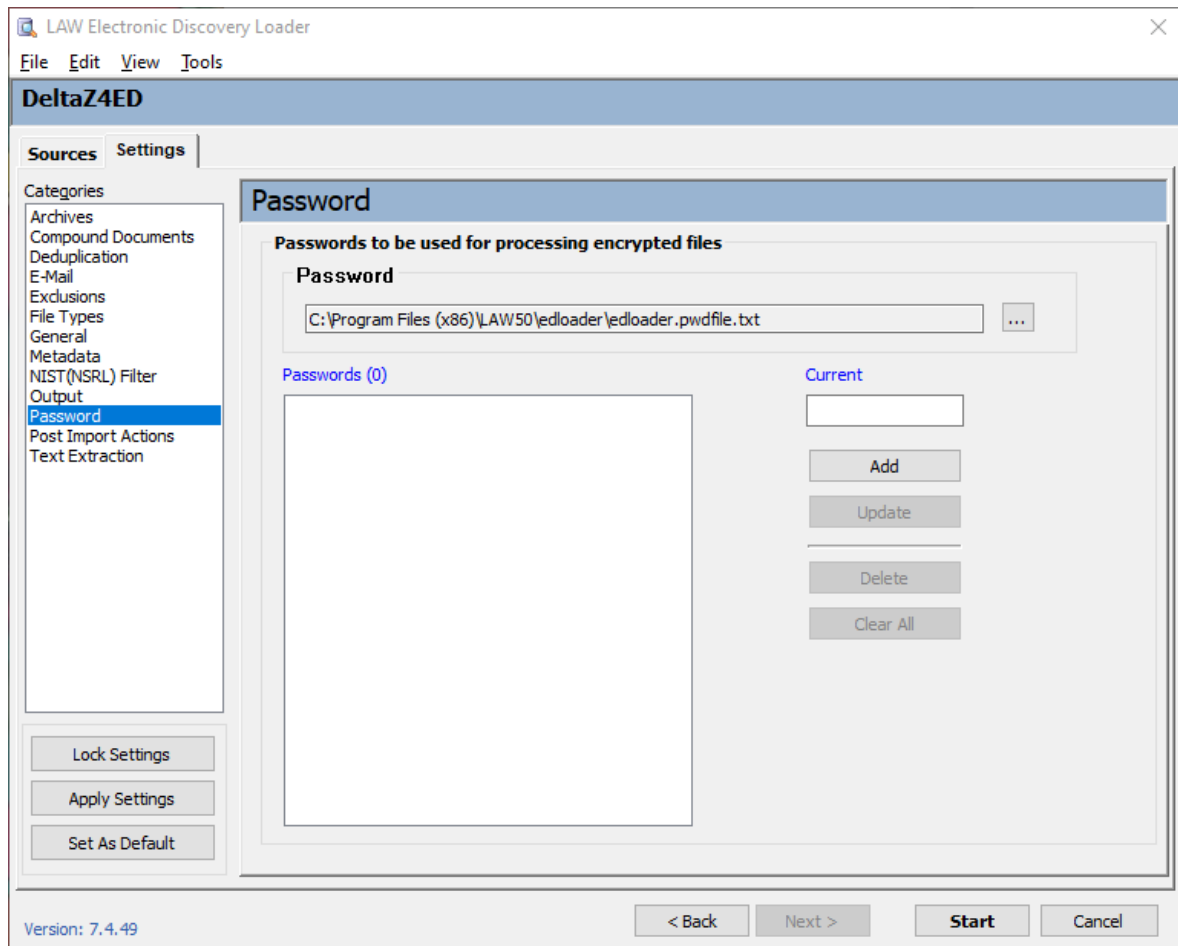 LAW Electronic Discovery Loader
File Edit View Tools
DeltaZ4ED
Sources Settings
Categories
Archives
Compound Documents
Deduplication
E-Mail
Exclusions
File Types
General
Metadata
NIST(NSRL) Filter
Output
Password
Post Import Actions
Text Extraction
Lock Settings
Apply Settings
Set As Default
Password
Passwords to be used for processing encrypted files
Password
C:\Program Files (x86)\LAW50\edloader\edloader.pwdfile.txt ...
Passwords (0)
Current
Add
Update
Delete
Clear All
Version: 7.4.49
< Back Next > Start Cancel